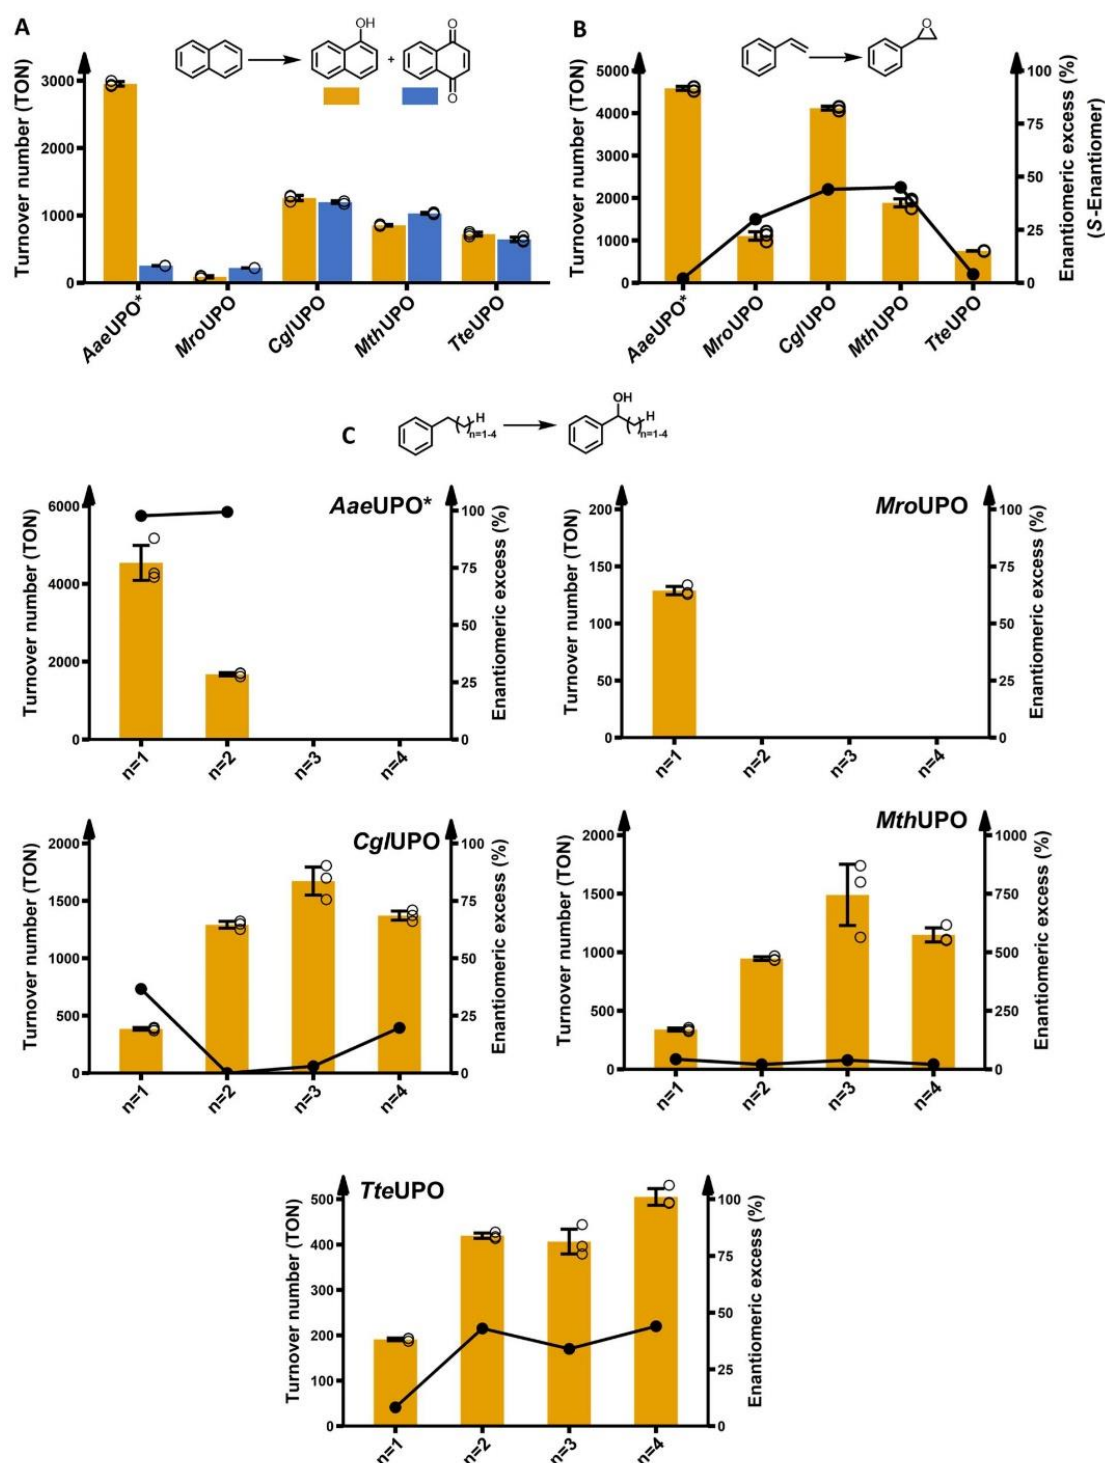 A
OH
O
+
O
Turnover number (TON)
3000
2000
1000
0
AaeUPO*
MroUPO
CglUPO
MthUPO
TteUPO
B
O
Turnover number (TON)
5000
4000
3000
2000
1000
0
100
75
50
25
0
Enantiomeric excess (%)
(S-Enantiomer)
AaeUPO*
MroUPO
CglUPO
MthUPO
TteUPO
C
H
n=1-4
OH
H
n=1-4
AaeUPO*
Turnover number (TON)
6000
4000
2000
0
100
75
50
25
0
Enantiomeric excess (%)
n=1
n=2
n=3
n=4
MroUPO
Turnover number (TON)
200
150
100
50
0
100
75
50
25
0
Enantiomeric excess (%)
n=1
n=2
n=3
n=4
CglUPO
Turnover number (TON)
2000
1500
1000
500
0
100
75
50
25
0
Enantiomeric excess (%)
n=1
n=2
n=3
n=4
MthUPO
Turnover number (TON)
2000
1500
1000
500
0
1000
750
500
250
0
Enantiomeric excess (%)
n=1
n=2
n=3
n=4
TteUPO
Turnover number (TON)
500
400
300
200
100
0
100
75
50
25
0
Enantiomeric excess (%)
n=1
n=2
n=3
n=4